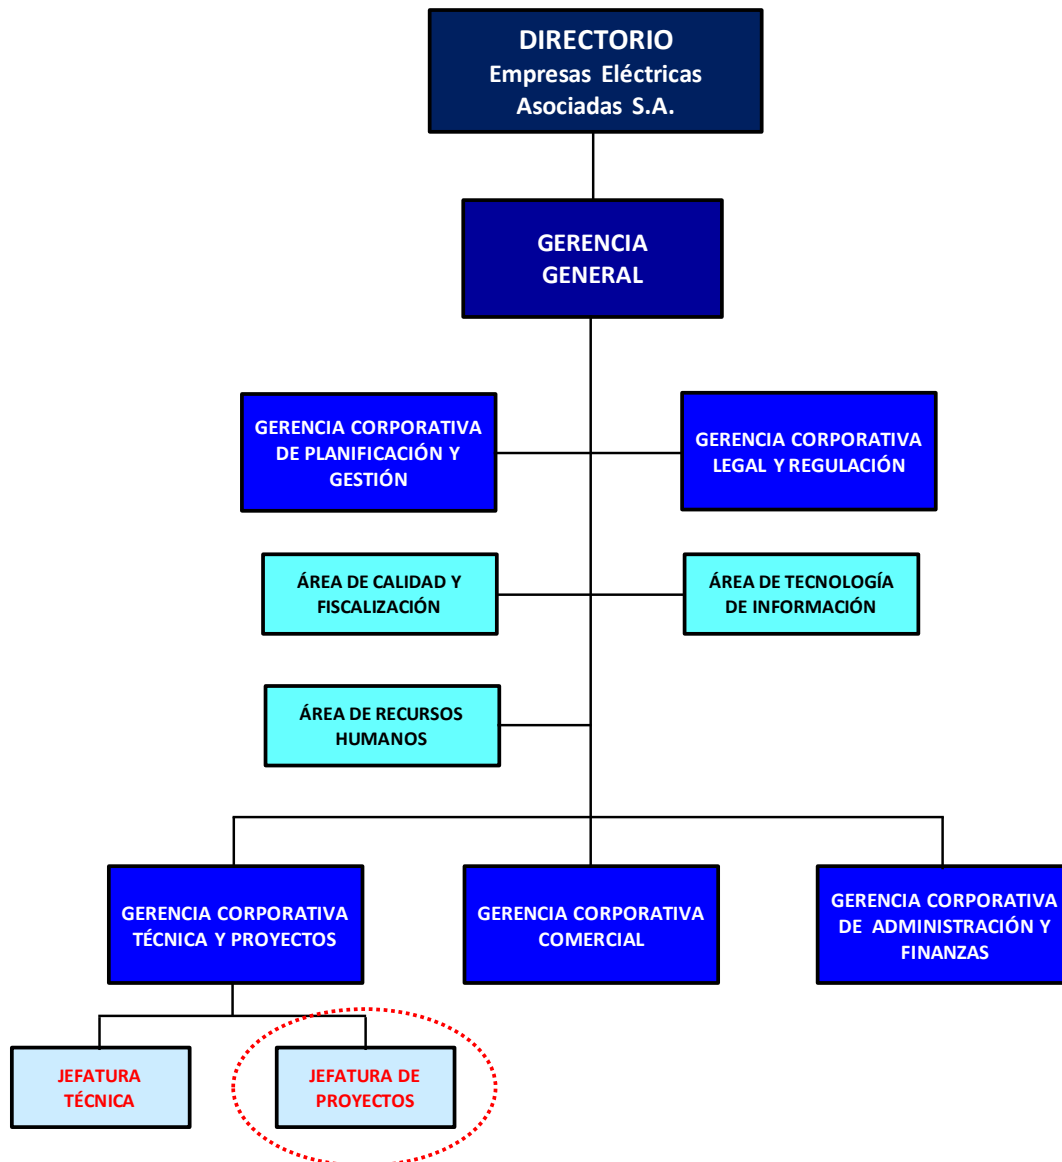 DIRECTORIO
Empresas Eléctricas
Asociadas S.A.
GERENCIA
GENERAL
GERENCIA CORPORATIVA
DE PLANIFICACIÓN Y
GESTIÓN
GERENCIA CORPORATIVA
LEGAL Y REGULACIÓN
ÁREA DE CALIDAD Y
FISCALIZACIÓN
ÁREA DE TECNOLOGÍA
DE INFORMACIÓN
ÁREA DE RECURSOS
HUMANOS
GERENCIA CORPORATIVA
TÉCNICA Y PROYECTOS
GERENCIA CORPORATIVA
COMERCIAL
GERENCIA CORPORATIVA
DE ADMINISTRACIÓN Y
FINANZAS
JEFATURA
TÉCNICA
JEFATURA DE
PROYECTOS